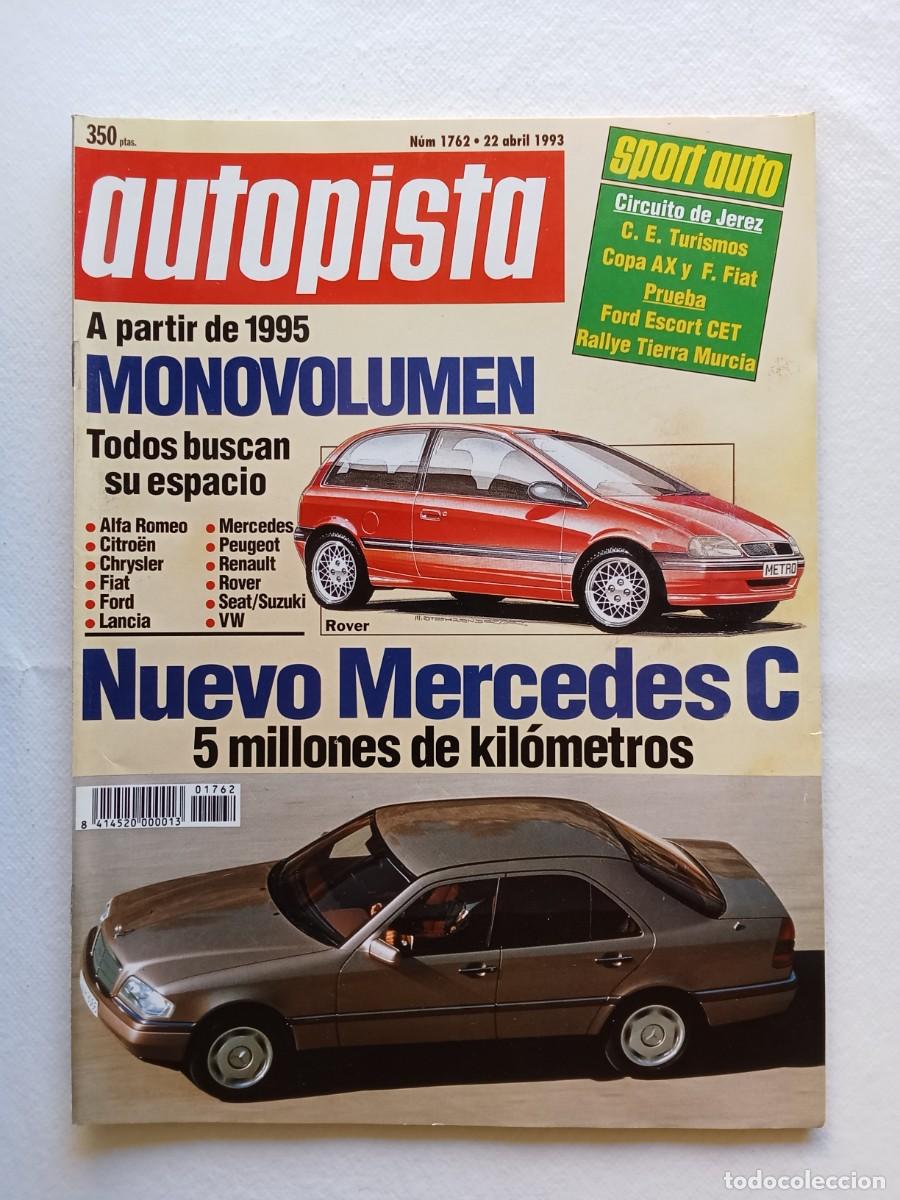 350 ptas.
Núm 1762 • 22 abril 1993
autopista
sport auto
Circuito de Jerez
C. E. Turismos
Copa AX y F. Fiat
Prueba
Ford Escort CET
Rallye Tierra Murcia
A partir de 1995
MONOVOLUMEN
Todos buscan
su espacio
• Alfa Romeo
• Citroën
• Chrysler
• Fiat
• Ford
• Lancia
• Mercedes
• Peugeot
• Renault
• Rover
• Seat/Suzuki
• VW
METRO
Rover
Nuevo Mercedes C
5 millones de kilómetros
01762
8 414520 000013
todocoleccion